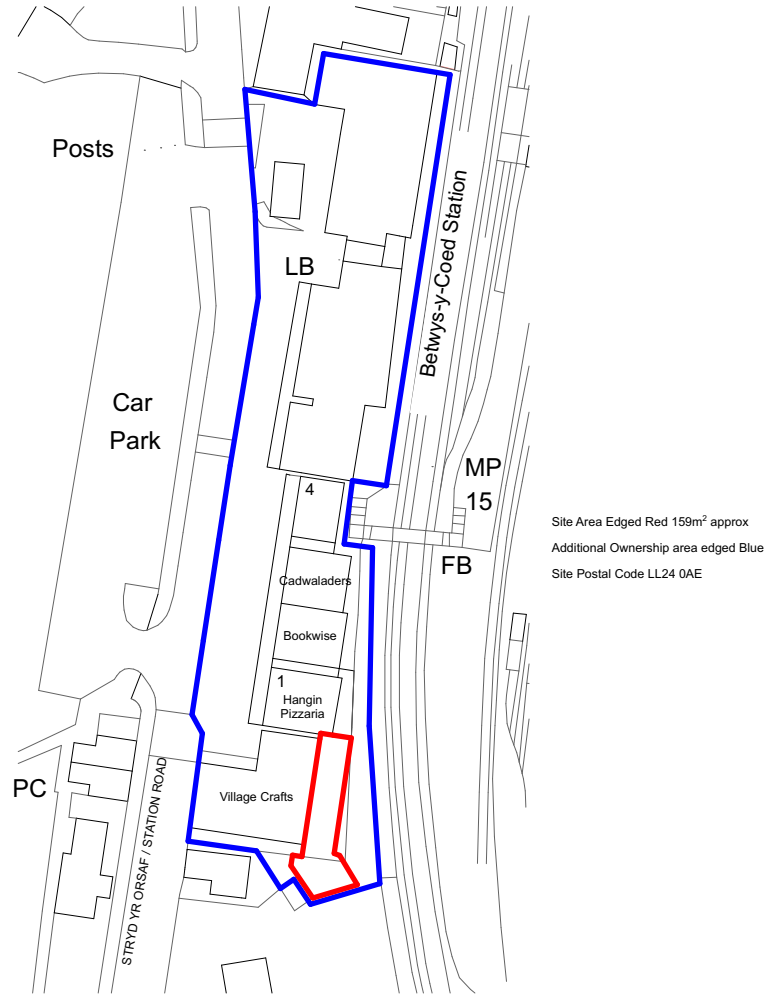 Posts
Betwys-y-Coed Station
LB
Car
Park
MP
15
4
Site Area Edged Red 159m² approx
Additional Ownership area edged Blue
Site Postal Code LL24 0AE
FB
Cadwaladers
Bookwise
1
Hangin
Pizzaria
PC
Village Crafts
STRYD YR ORSAF / STATION ROAD